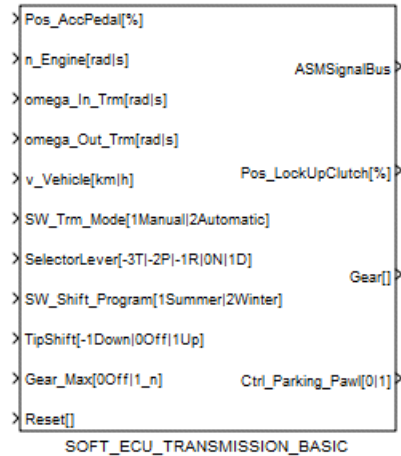 Pos_AccPedal[%]
n_Engine[rad|s]
omega_In_Trm[rad|s]
omega_Out_Trm[rad|s]
v_Vehicle[km|h]
SW_Trm_Mode[1Manual|2Automatic]
SelectorLever[-3T|-2P|-1R|0N|1D]
SW_Shift_Program[1Summer|2Winter]
TipShift[-1Down|0Off|1Up]
Gear_Max[0Off|1_n]
Reset[]
ASMSignalBus
Pos_LockUpClutch[%]
Gear[]
Ctrl_Parking_Pawl[0|1]
SOFT_ECU_TRANSMISSION_BASIC